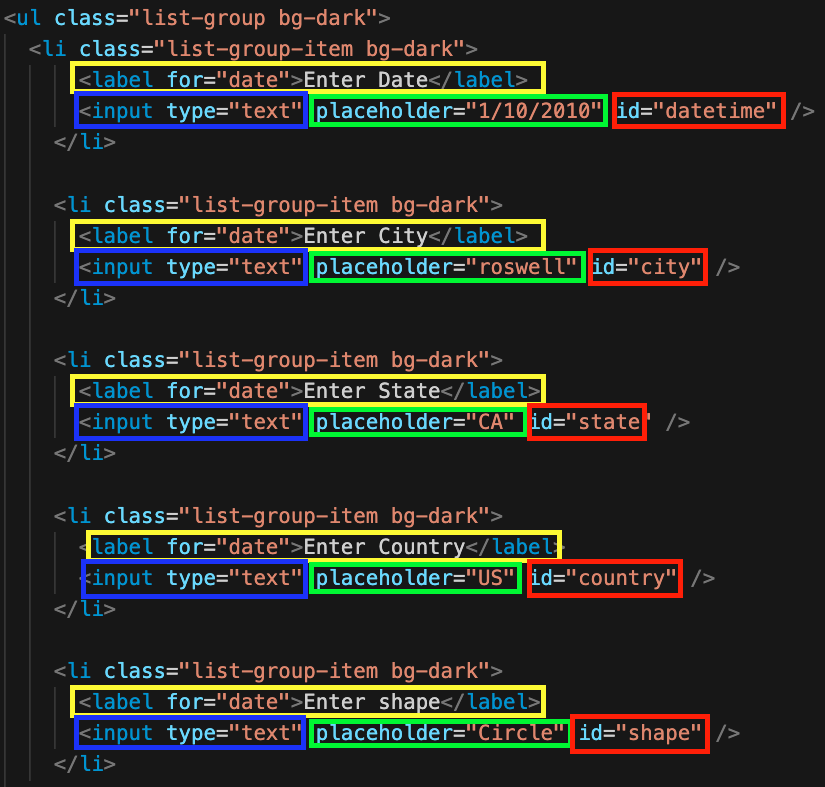 <ul class="list-group bg-dark">
<li class="list-group-item bg-dark">
<label for="date">Enter Date</label>
<input type="text" placeholder="1/10/2010" id="datetime" />
</li>
<li class="list-group-item bg-dark">
<label for="date">Enter City</label>
<input type="text" placeholder="roswell" id="city" />
</li>
<li class="list-group-item bg-dark">
<label for="date">Enter State</label>
<input type="text" placeholder="CA" id="state" />
</li>
<li class="list-group-item bg-dark">
<label for="date">Enter Country</label>
<input type="text" placeholder="US" id="country" />
</li>
<li class="list-group-item bg-dark">
<label for="date">Enter shape</label>
<input type="text" placeholder="Circle" id="shape" />
</li>